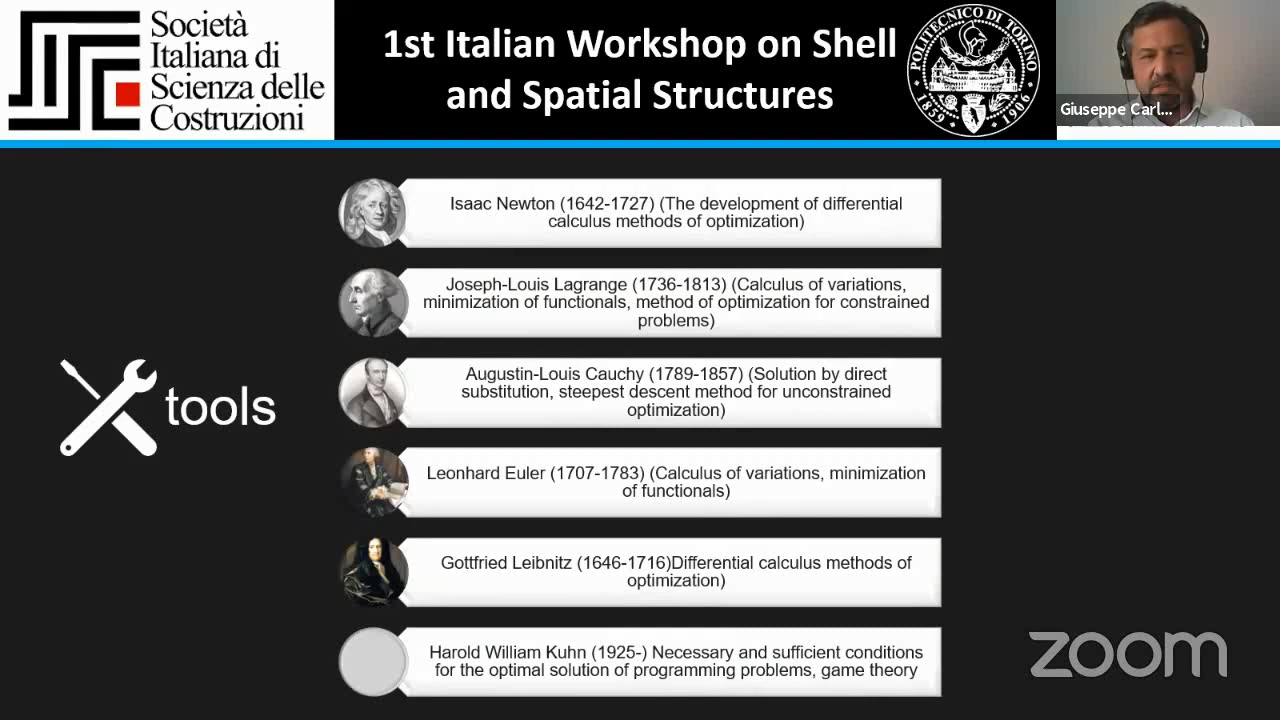 Società
Italiana di
Scienza delle
Costruzioni
1st Italian Workshop on Shell
and Spatial Structures
POLITECNICO DI TORINO
1859
1906
Giuseppe Carl...
tools
Isaac Newton (1642-1727) (The development of differential
calculus methods of optimization)
Joseph-Louis Lagrange (1736-1813) (Calculus of variations,
minimization of functionals, method of optimization for constrained
problems)
Augustin-Louis Cauchy (1789-1857) (Solution by direct
substitution, steepest descent method for unconstrained
optimization)
Leonhard Euler (1707-1783) (Calculus of variations, minimization
of functionals)
Gottfried Leibnitz (1646-1716)Differential calculus methods of
optimization)
Harold William Kuhn (1925-) Necessary and sufficient conditions
for the optimal solution of programming problems, game theory
zoom